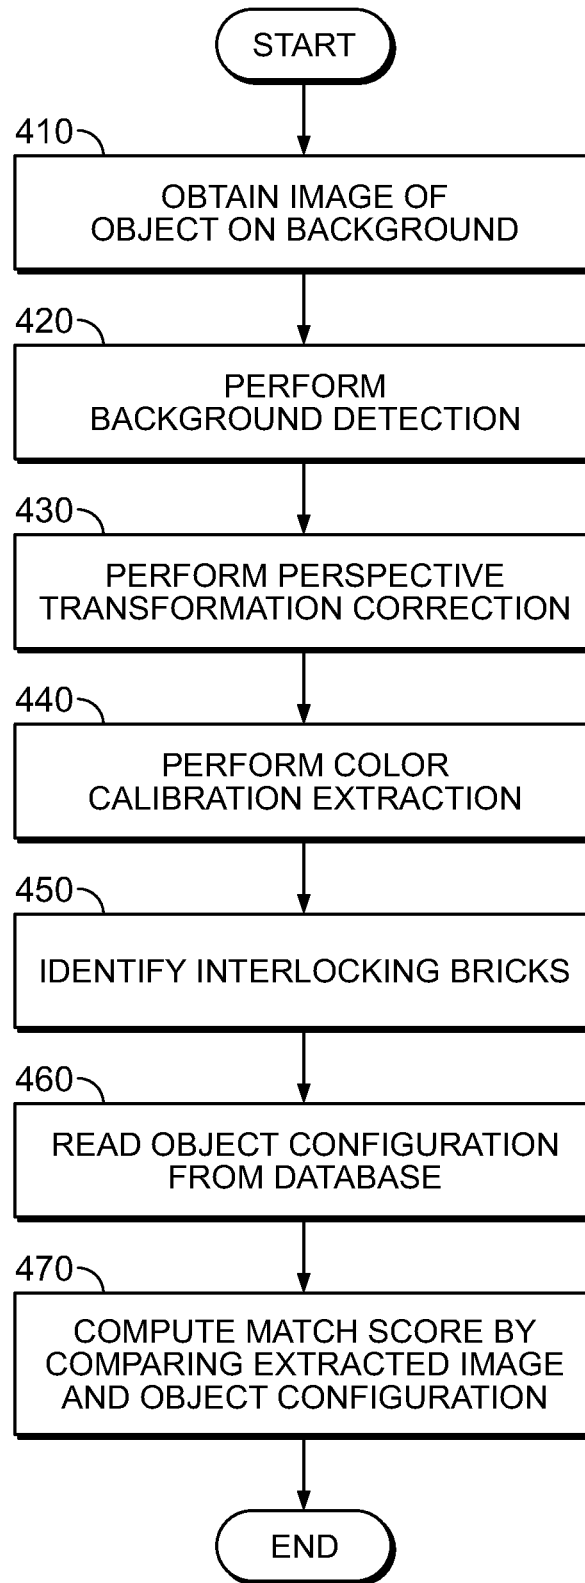 START
410
OBTAIN IMAGE OF
OBJECT ON BACKGROUND
420
PERFORM
BACKGROUND DETECTION
430
PERFORM PERSPECTIVE
TRANSFORMATION CORRECTION
440
PERFORM COLOR
CALIBRATION EXTRACTION
450
IDENTIFY INTERLOCKING BRICKS
460
READ OBJECT CONFIGURATION
FROM DATABASE
470
COMPUTE MATCH SCORE BY
COMPARING EXTRACTED IMAGE
AND OBJECT CONFIGURATION
END